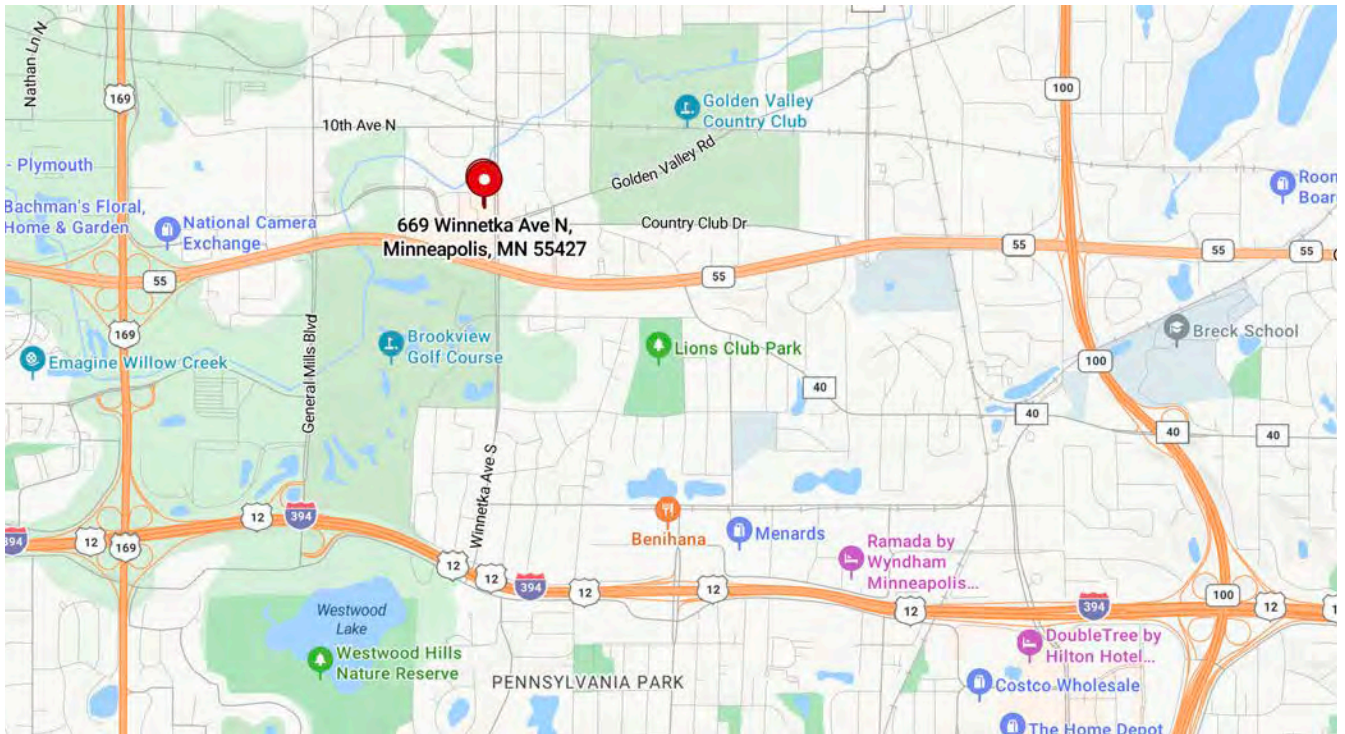 Nathan Ln N
169
100
Golden Valley
Country Club
10th Ave N
- Plymouth
Golden Valley Rd
Bachman's Floral,
Home & Garden
National Camera
Exchange
669 Winnetka Ave N,
Minneapolis, MN 55427
Country Club Dr
55
55
55
55
55
169
General Mills Blvd
Brookview
Golf Course
Emagine Willow Creek
Lions Club Park
Breck School
100
40
40
40
40
100
Winnetka Ave S
12
394
394
12
169
Benihana
Menards
Ramada by
Wyndham
Minneapolis...
12
12
394
12
12
12
394
100
12
Westwood
Lake
Westwood Hills
Nature Reserve
PENNSYLVANIA PARK
DoubleTree by
Hilton Hotel...
Costco Wholesale
The Home Depot